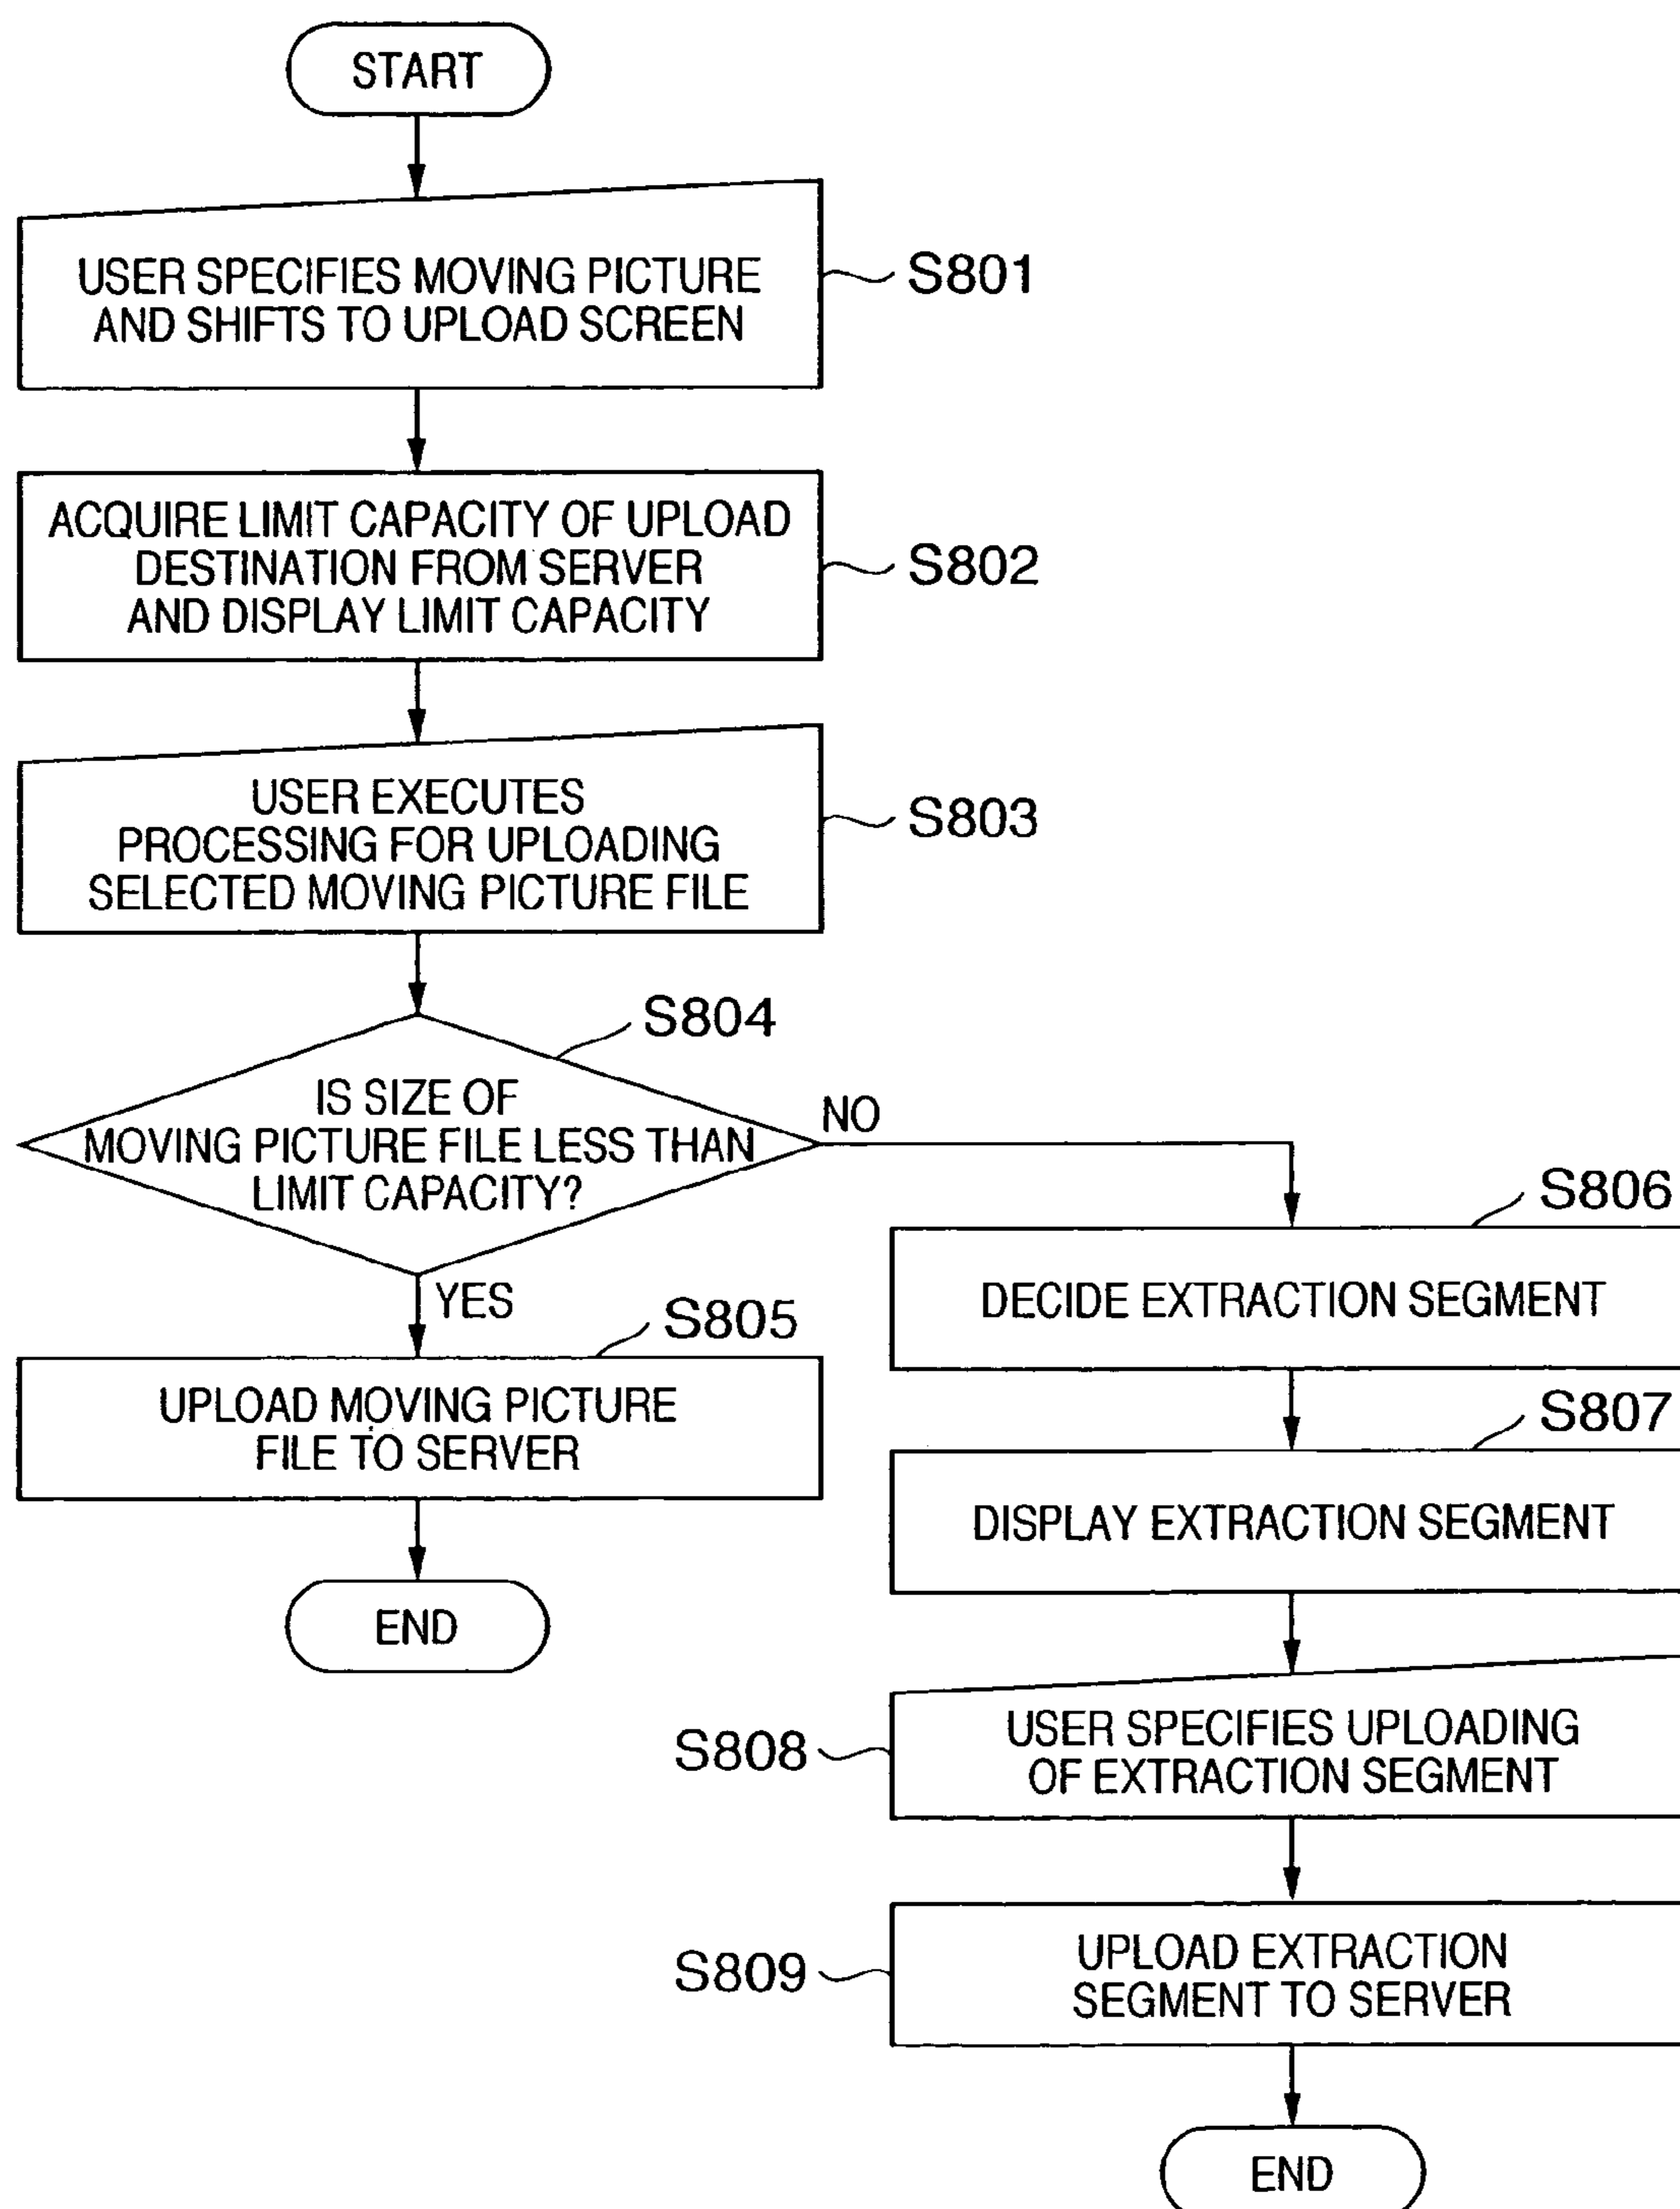 START
USER SPECIFIES MOVING PICTURE
AND SHIFTS TO UPLOAD SCREEN
S801
ACQUIRE LIMIT CAPACITY OF UPLOAD
DESTINATION FROM SERVER
AND DISPLAY LIMIT CAPACITY
S802
USER EXECUTES
PROCESSING FOR UPLOADING
SELECTED MOVING PICTURE FILE
S803
S804
IS SIZE OF
MOVING PICTURE FILE LESS THAN
LIMIT CAPACITY?
NO
YES
S805
UPLOAD MOVING PICTURE
FILE TO SERVER
END
S806
DECIDE EXTRACTION SEGMENT
S807
DISPLAY EXTRACTION SEGMENT
S808
USER SPECIFIES UPLOADING
OF EXTRACTION SEGMENT
S809
UPLOAD EXTRACTION
SEGMENT TO SERVER
END